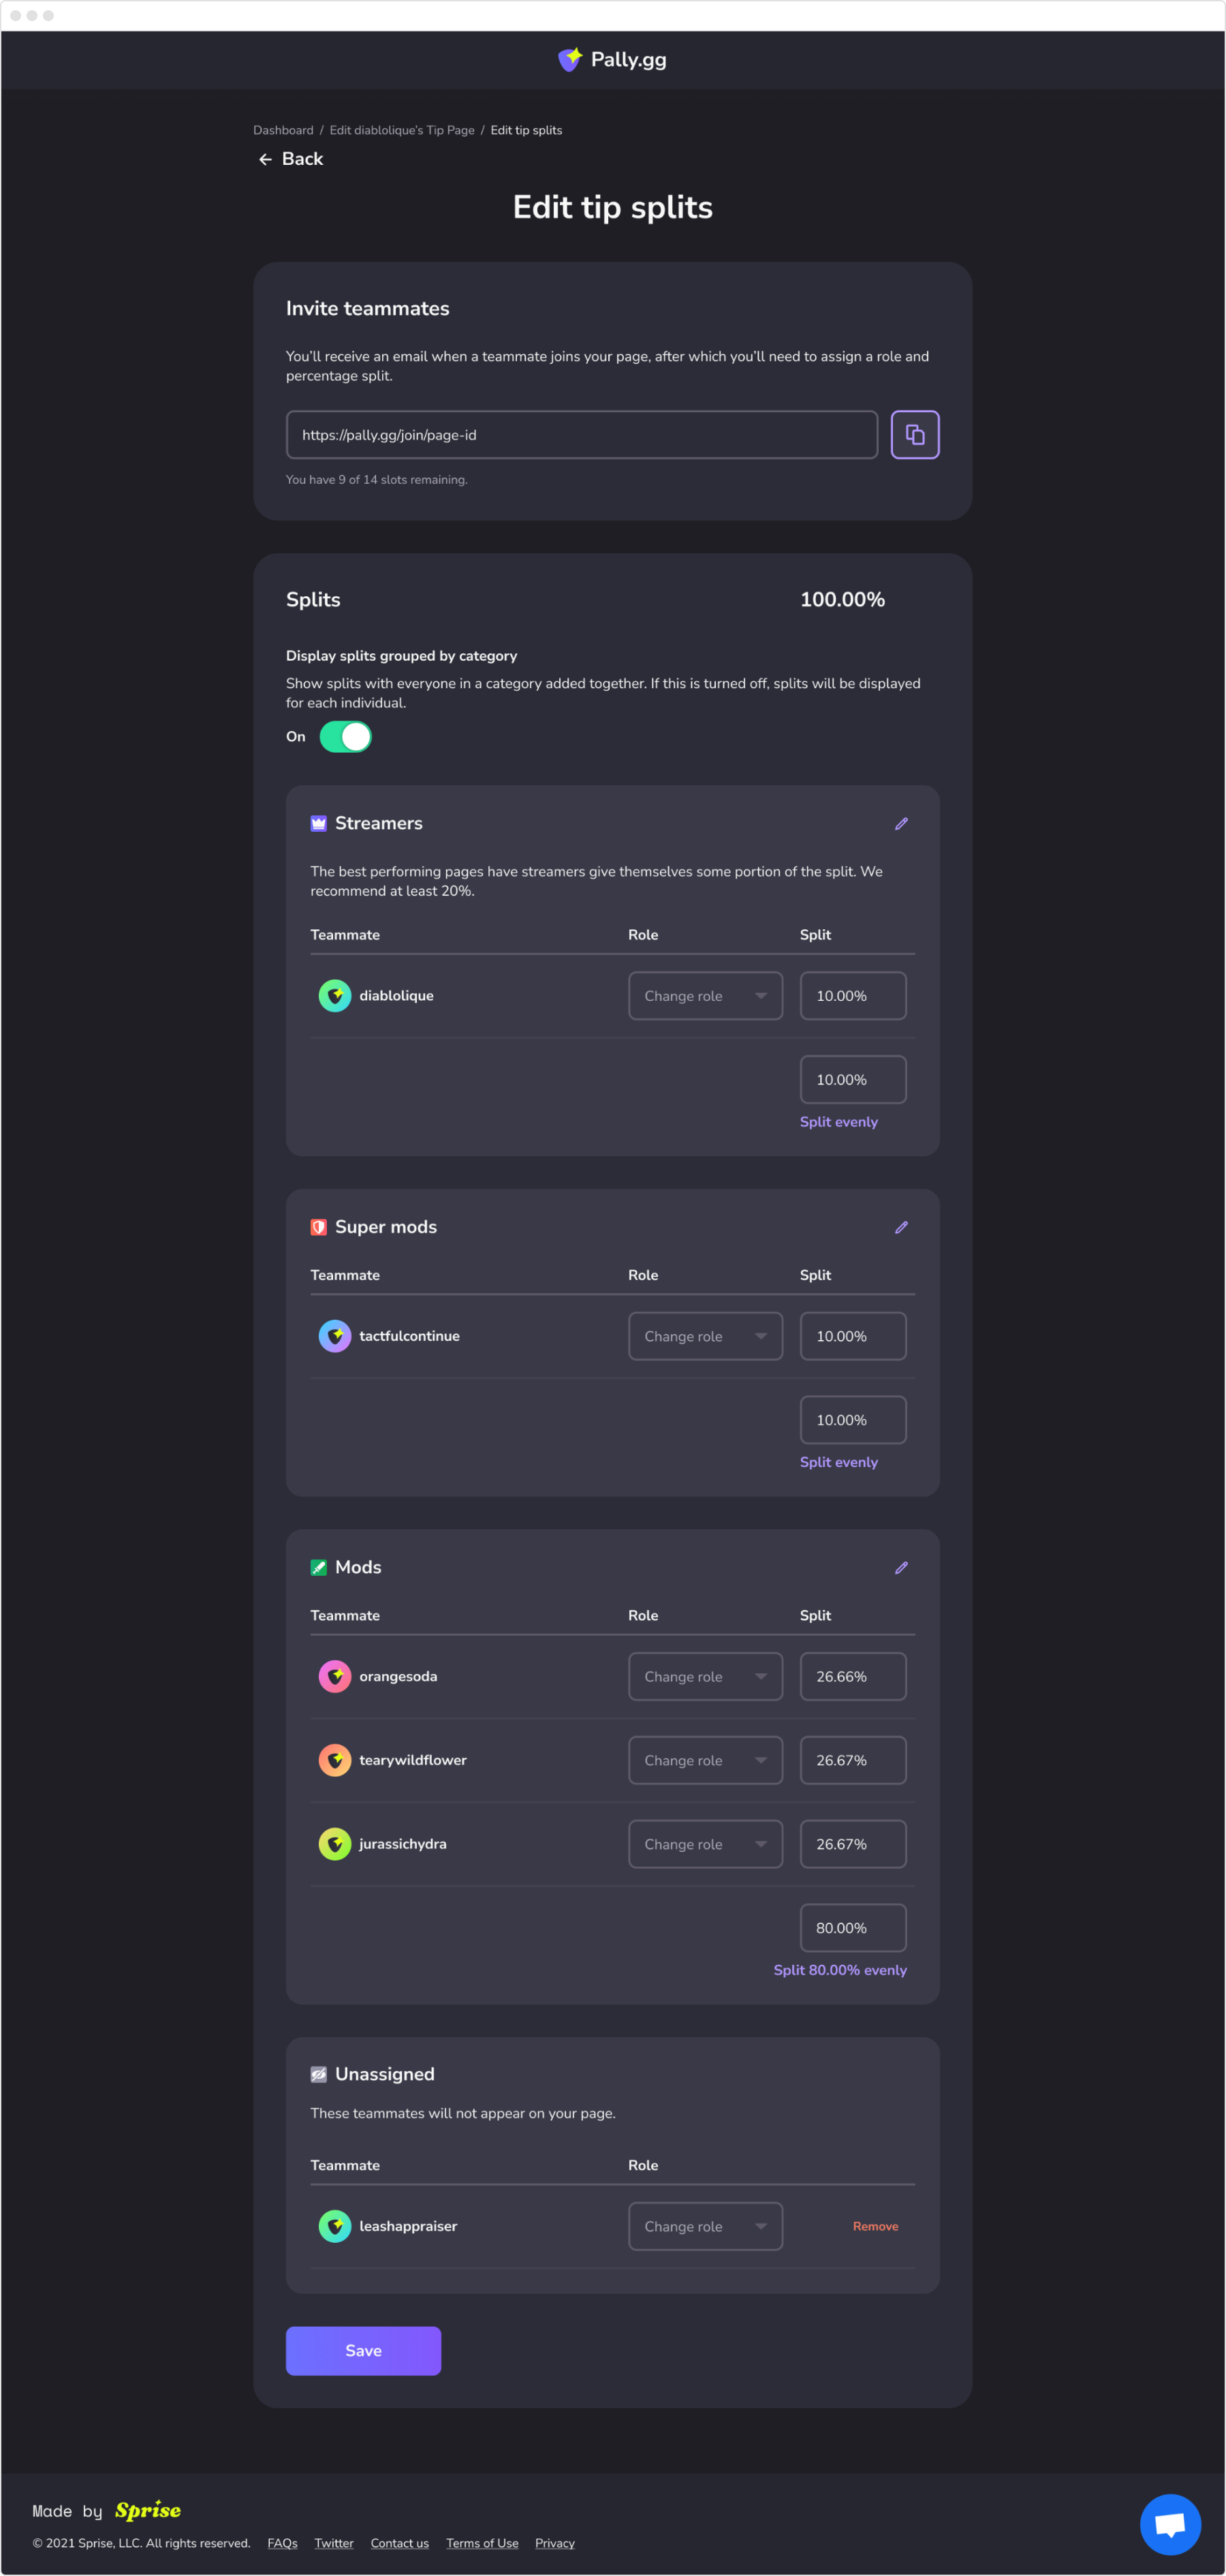 Pally.gg
Dashboard / Edit diablolique's Tip Page / Edit tip splits
← Back
Edit tip splits
Invite teammates
You'll receive an email when a teammate joins your page, after which you'll need to assign a role and
percentage split.
https://pally.gg/join/page-id
You have 9 of 14 slots remaining.
Splits 100.00%
Display splits grouped by category
Show splits with everyone in a category added together. If this is turned off, splits will be displayed
for each individual.
On
Streamers
The best performing pages have streamers give themselves some portion of the split. We
recommend at least 20%.
Teammate Role Split
diablolique Change role 10.00%
10.00%
Split evenly
Super mods
Teammate Role Split
tactfulcontinue Change role 10.00%
10.00%
Split evenly
Mods
Teammate Role Split
orangesoda Change role 26.66%
tearywildflower Change role 26.67%
jurassichydra Change role 26.67%
80.00%
Split 80.00% evenly
Unassigned
These teammates will not appear on your page.
Teammate Role
leashappraiser Change role Remove
Save
Made by Sprise
© 2021 Sprise, LLC. All rights reserved. FAQs Twitter Contact us Terms of Use Privacy